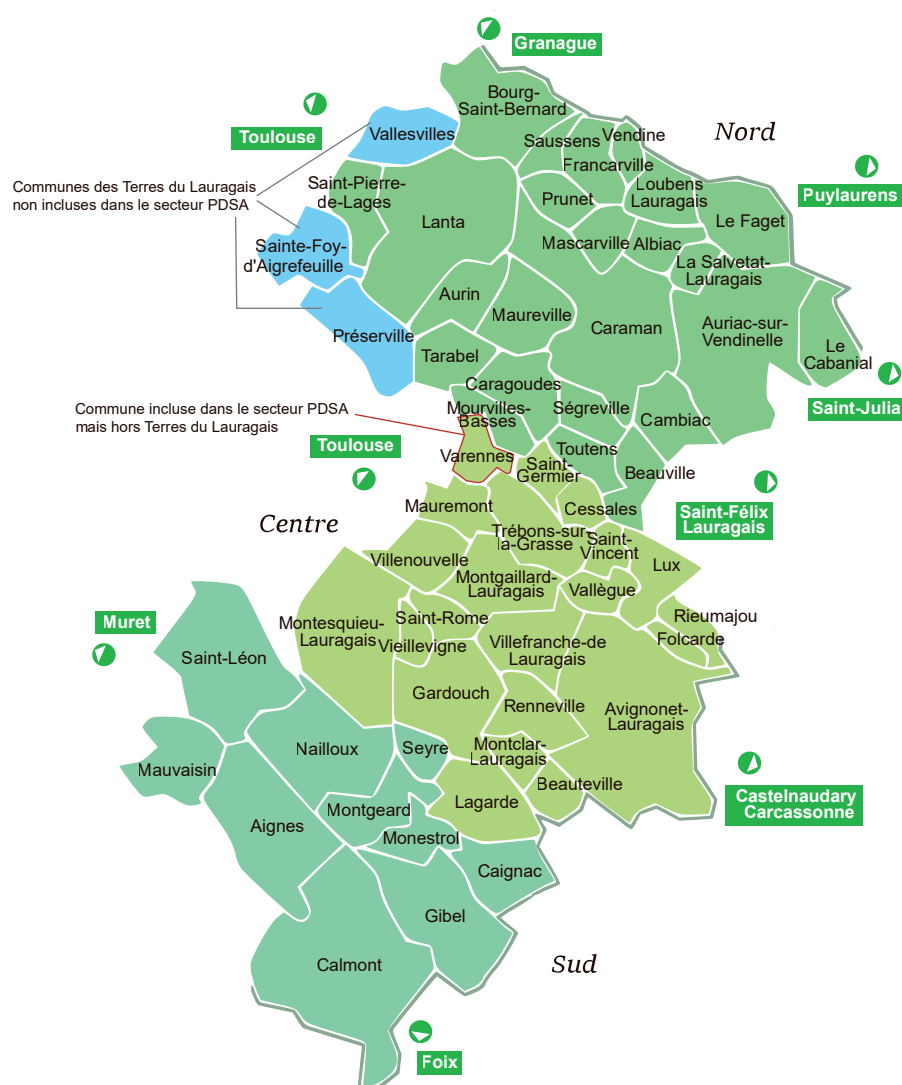 Granague
Bourg-
Saint-Bernard
Toulouse
Vallesvilles
Saussens
Vendine
Nord
Francarville
Communes des Terres du Lauragais
non incluses dans le secteur PDSA
Saint-Pierre-
de-Lages
Loubens
Lauragais
Puylaurens
Prunet
Lanta
Le Faget
Sainte-Foy-
d'Aigrefeuille
Mascarville
Albiac
La Salvetat-
Lauragais
Aurin
Maureville
Caraman
Auriac-sur-
Vendinelle
Préserville
Tarabel
Le
Cabanial
Caragoudes
Saint-Julia
Communes incluse dans le secteur PDSA
mais hors Terres du Lauragais
Mourvilles-
Basses
Ségreville
Cambiac
Toulouse
Varennes
Toutens
Saint-
Germier
Beauville
Mauremont
Cessales
Saint-Félix
Lauragais
Centre
Trébons-sur-
la-Grasse
Saint-
Vincent
Lux
Villenouvelle
Montgaillard-
Lauragais
Vallègue
Muret
Montesquieu-
Lauragais
Saint-Rome
Rieumajou
Vieillevigne
Villefranche-de
Lauragais
Folcarde
Saint-Léon
Gardouch
Renneville
Avignonet-
Lauragais
Nailloux
Seyre
Montclar-
Lauragais
Mauvaisin
Beauteville
Castelnaudary
Carcassonne
Montgeard
Lagarde
Aignes
Monestrol
Caignac
Gibel
Calmont
Sud
Foix